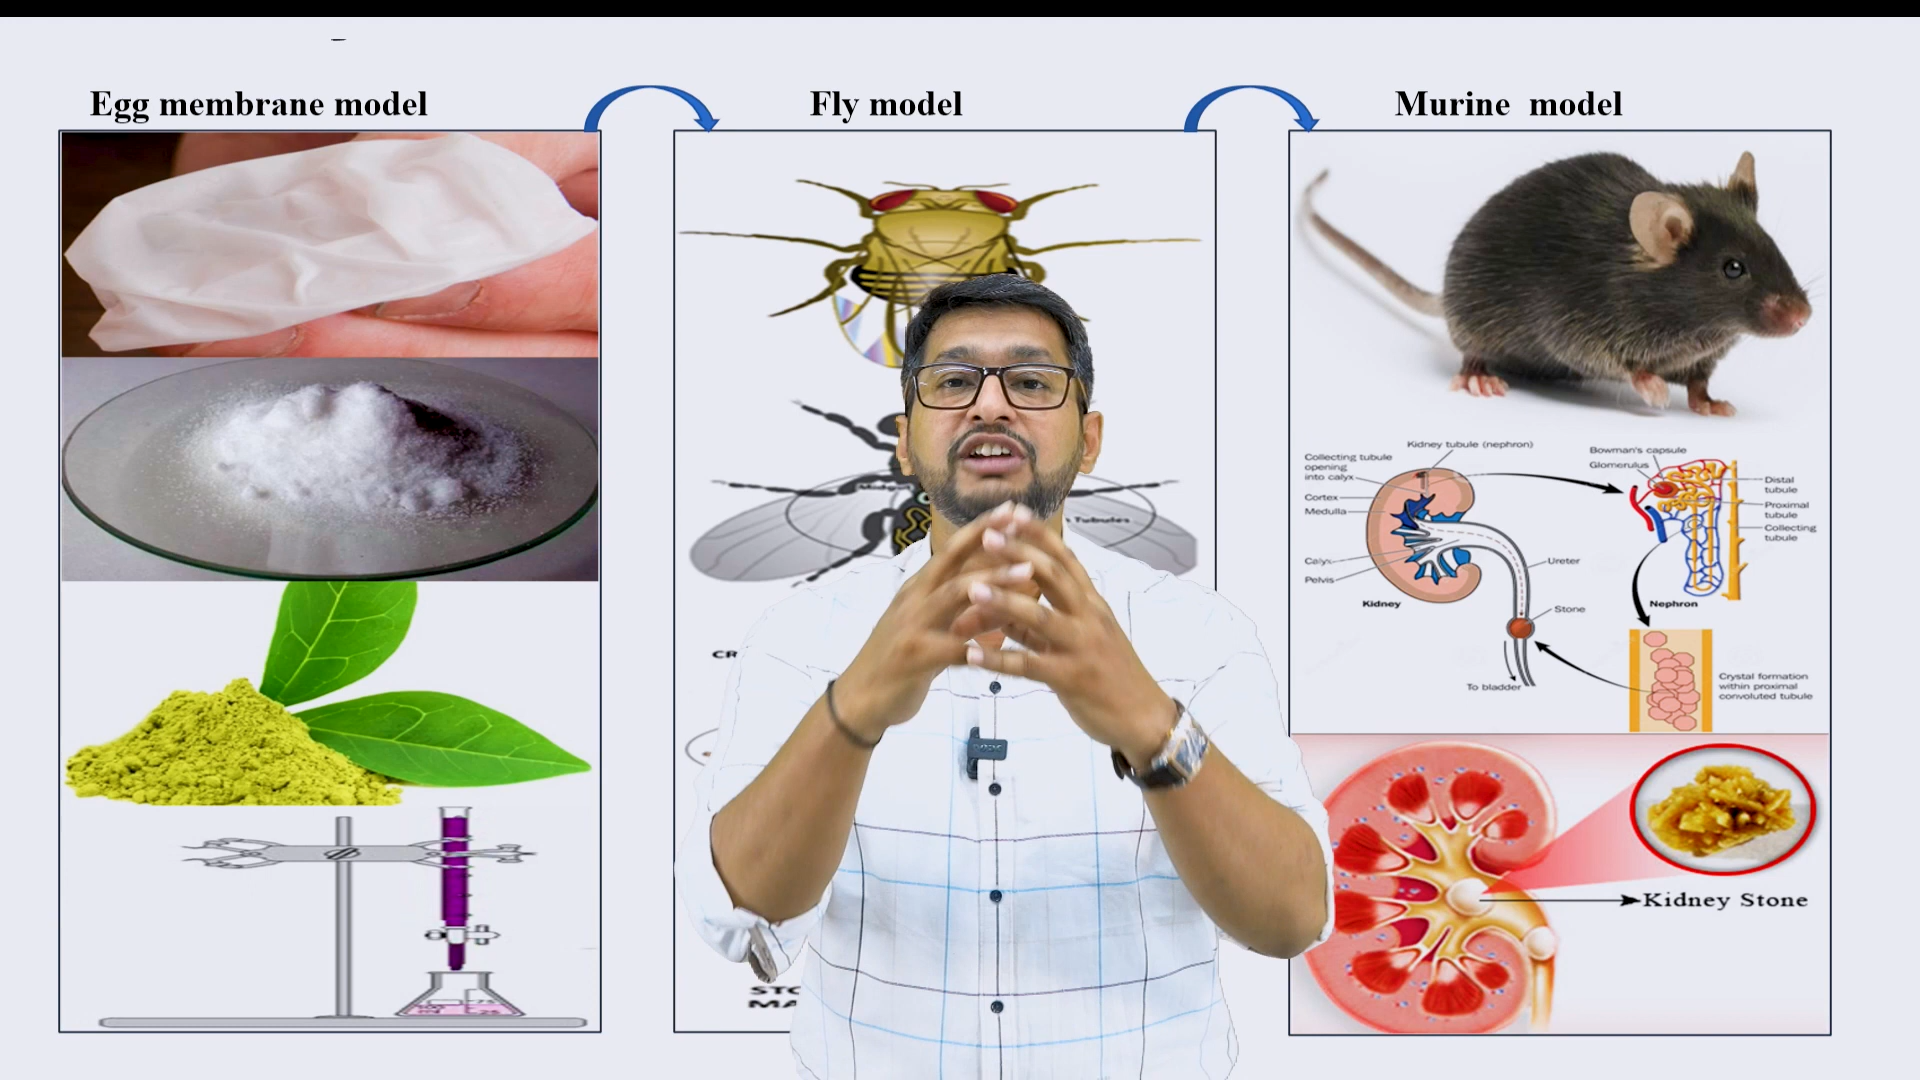 Egg membrane model
Fly model
Murine model
Tubules
Kidney tubule (nephron)
Collecting tubule
opening
into calyx
Cortex
Medulla
Calyx
Pelvis
Kidney
Ureter
Stone
To bladder
Bowman's capsule
Glomerulus
Distal
tubule
Proximal
tubule
Collecting
tubule
Nephron
Crystal formation
within proximal
convoluted tubule
Kidney Stone